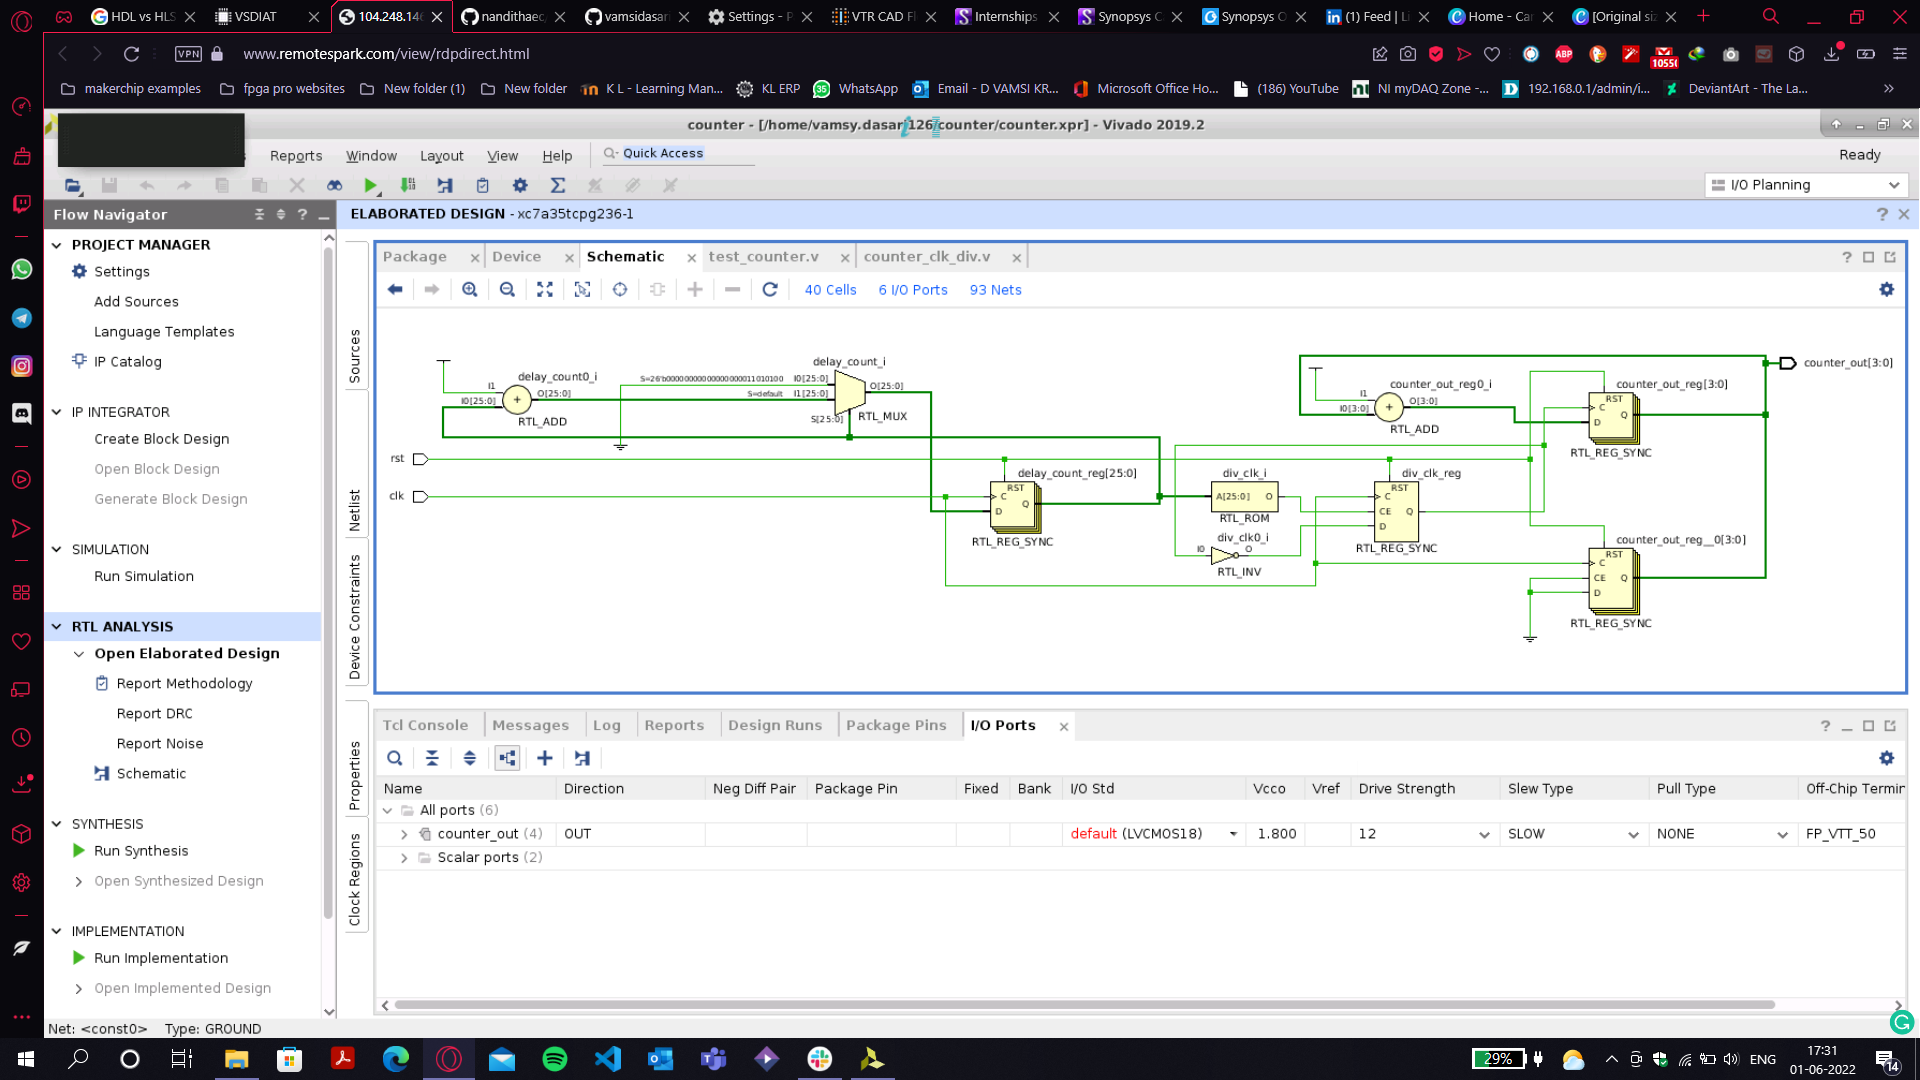 HDL vs HLS
VSDIAT
104.248.146
nandithaec
vamsidasari
Settings - P
VTR CAD Fl
Internships
Synopsys C
Synopsys O
(1) Feed | Li
Home - Can
[Original siz
VPN
www.remotespark.com/view/rdpdirect.html
ABP
1055
makerchip examples
fpga pro websites
New folder (1)
New folder
K L - Learning Man...
KL ERP
WhatsApp
Email - D VAMSI KR...
Microsoft Office Ho...
(186) YouTube
NI myDAQ Zone -...
192.168.0.1/admin/i...
DeviantArt - The La...
counter - [/home/vamsy.dasari126/counter/counter.xpr] - Vivado 2019.2
Reports
Window
Layout
View
Help
Quick Access
Ready
I/O Planning
Flow Navigator
ELABORATED DESIGN - xc7a35tcpg236-1
PROJECT MANAGER
Settings
Add Sources
Language Templates
IP Catalog
IP INTEGRATOR
Create Block Design
Open Block Design
Generate Block Design
SIMULATION
Run Simulation
RTL ANALYSIS
Open Elaborated Design
Report Methodology
Report DRC
Report Noise
Schematic
SYNTHESIS
Run Synthesis
Open Synthesized Design
IMPLEMENTATION
Run Implementation
Open Implemented Design
Sources
Netlist
Device Constraints
Properties
Clock Regions
Package
Device
Schematic
test_counter.v
counter_clk_div.v
40 Cells
6 I/O Ports
93 Nets
delay_count0_i
I1
I0[25:0]
+
O[25:0]
RTL_ADD
delay_count_i
I0[25:0]
S=default
I1[25:0]
O[25:0]
S[25:0]
RTL_MUX
rst
clk
delay_count_reg[25:0]
RST
C
D
Q
RTL_REG_SYNC
div_clk_i
A[25:0]
O
RTL_ROM
div_clk0_i
I0
O
RTL_INV
div_clk_reg
RST
C
CE
D
Q
RTL_REG_SYNC
counter_out_reg0_i
I1
I0[3:0]
+
O[3:0]
RTL_ADD
counter_out_reg[3:0]
RST
C
D
Q
RTL_REG_SYNC
counter_out_reg__0[3:0]
RST
C
CE
D
Q
RTL_REG_SYNC
counter_out[3:0]
Tcl Console
Messages
Log
Reports
Design Runs
Package Pins
I/O Ports
Name
Direction
Neg Diff Pair
Package Pin
Fixed
Bank
I/O Std
Vcco
Vref
Drive Strength
Slew Type
Pull Type
Off-Chip Termin
All ports (6)
counter_out (4)
OUT
default (LVCMOS18)
1.800
12
SLOW
NONE
FP_VTT_50
Scalar ports (2)
Net: <const0> Type: GROUND
29%
ENG
17:31
01-06-2022
14